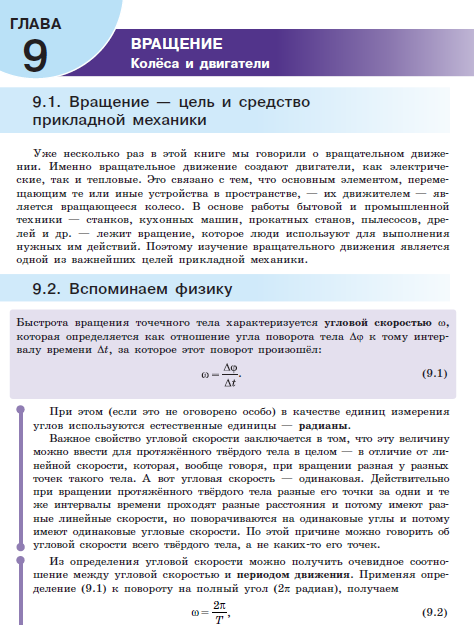 ГЛАВА
9
ВРАЩЕНИЕ
Колёса и двигатели
9.1. Вращение — цель и средство
прикладной механики
Уже несколько раз в этой книге мы говорили о вращательном движе-
нии. Именно вращательное движение создают двигатели, как электриче-
ские, так и тепловые. Это связано с тем, что основным элементом, переме-
щающим те или иные устройства в пространстве, — их движителем — яв-
ляется вращающееся колесо. В основе работы бытовой и промышленной
техники — станков, кухонных машин, прокатных станов, пылесосов, дре-
лей и др. — лежит вращение, которое люди используют для выполнения
нужных им действий. Поэтому изучение вращательного движения является
одной из важнейших целей прикладной механики.
9.2. Вспоминаем физику
Быстрота вращения точечного тела характеризуется угловой скоростью ω,
которая определяется как отношение угла поворота тела Δφ к тому интер-
валу времени Δt, за которое этот поворот произошёл:
ω = Δφ/Δt. (9.1)
При этом (если это не оговорено особо) в качестве единиц измерения
углов используются естественные единицы — радианы.
Важное свойство угловой скорости заключается в том, что эту величину
можно ввести для протяжённого твёрдого тела в целом — в отличие от ли-
нейной скорости, которая, вообще говоря, при вращении разная у разных
точек такого тела. А вот угловая скорость — одинаковая. Действительно
при вращении протяжённого твёрдого тела разные его точки за одни и те
же интервалы времени проходят разные расстояния и потому имеют раз-
ные линейные скорости, но поворачиваются на одинаковые углы и потому
имеют одинаковые угловые скорости. По этой причине можно говорить об
угловой скорости всего твёрдого тела, а не каких-то его точек.
Из определения угловой скорости можно получить очевидное соотно-
шение между угловой скоростью и периодом движения. Применяя опре-
деление (9.1) к повороту на полный угол (2π радиан), получаем
ω = 2π/T, (9.2)